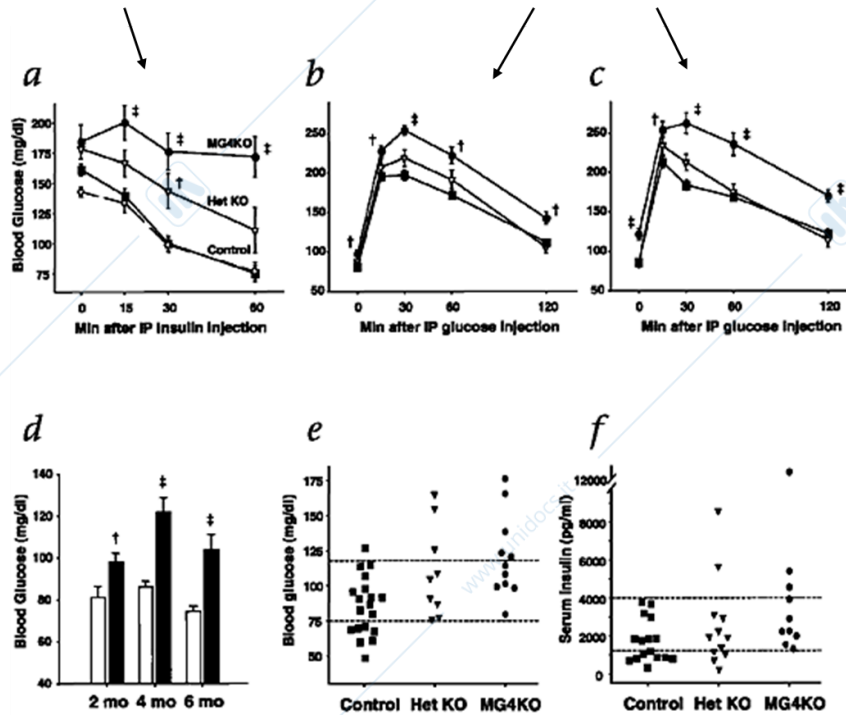 a
b
c
Blood Glucose (mg/dl)
200
175
150
125
100
75
MG4KO
Het KO
Control
‡
‡
‡
†
0 15 30 60
Min after IP Insulin Injection
250
200
150
100
50
†
†
‡
†
†
0 30 60 120
Min after IP glucose injection
250
200
150
100
50
‡
†
‡
‡
‡
0 30 60 120
Min after IP glucose injection
d
e
f
Blood Glucose (mg/dl)
140
120
100
80
60
40
†
‡
‡
2 mo 4 mo 6 mo
Blood glucose (mg/dl)
175
150
125
100
75
50
Control Het KO MG4KO
Serum Insulin (pg/ml)
12000
8000
6000
4000
2000
0
Control Het KO MG4KO